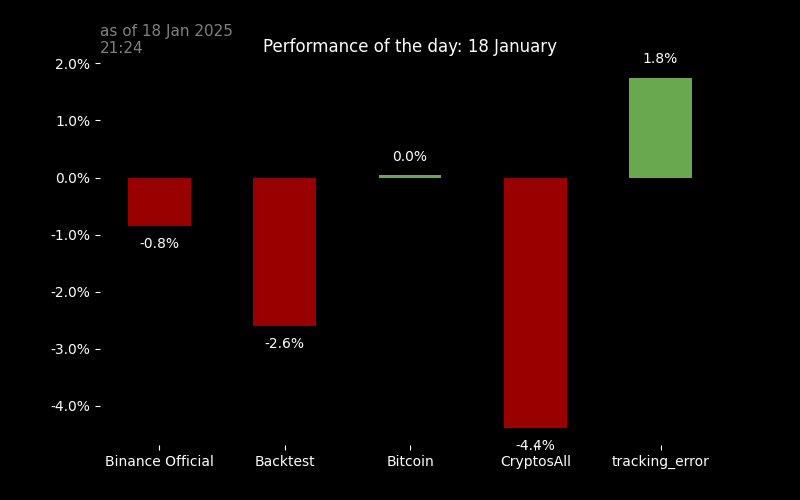 as of 18 Jan 2025
21:24
Performance of the day: 18 January
2.0%
1.0%
0.0%
-1.0%
-2.0%
-3.0%
-4.0%
-0.8%
-2.6%
0.0%
-4.4%
1.8%
Binance Official
Backtest
Bitcoin
CryptosAll
tracking_error